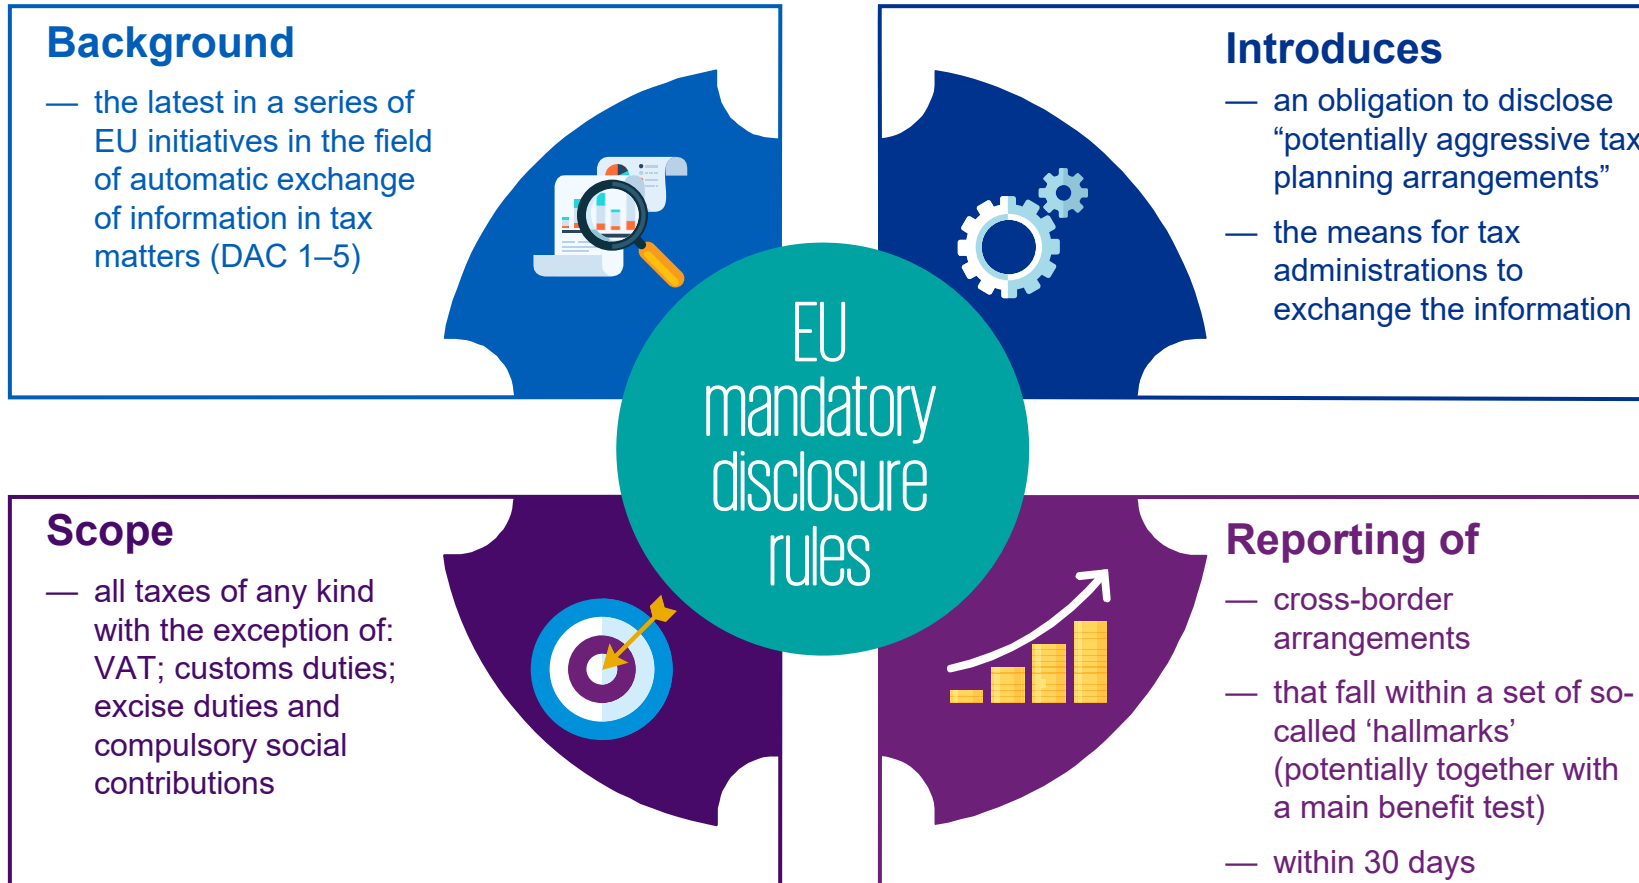 Background
— the latest in a series of
EU initiatives in the field
of automatic exchange
of information in tax
matters (DAC 1–5)
Introduces
— an obligation to disclose
“potentially aggressive tax
planning arrangements”
— the means for tax
administrations to
exchange the information
EU
mandatory
disclosure
rules
Scope
— all taxes of any kind
with the exception of:
VAT; customs duties;
excise duties and
compulsory social
contributions
Reporting of
— cross-border
arrangements
— that fall within a set of so-
called ‘hallmarks’
(potentially together with
a main benefit test)
— within 30 days